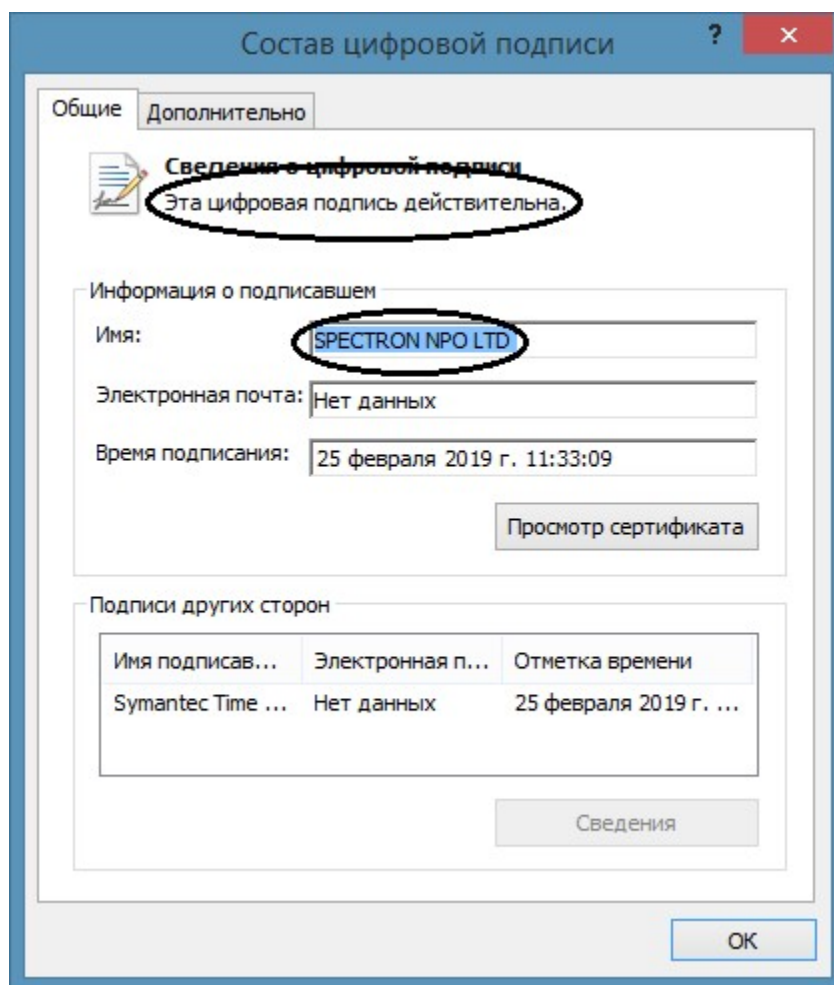 Состав цифровой подписи
?
Общие
Дополнительно
Сведения о цифровой подписи
Эта цифровая подпись действительна.
Информация о подписавшем
Имя:
SPECTRON NPO LTD
Электронная почта:
Нет данных
Время подписания:
25 февраля 2019 г. 11:33:09
Просмотр сертификата
Подписи других сторон
Имя подписав... Электронная п... Отметка времени
Symantec Time ... Нет данных 25 февраля 2019 г. ...
Сведения
ОК